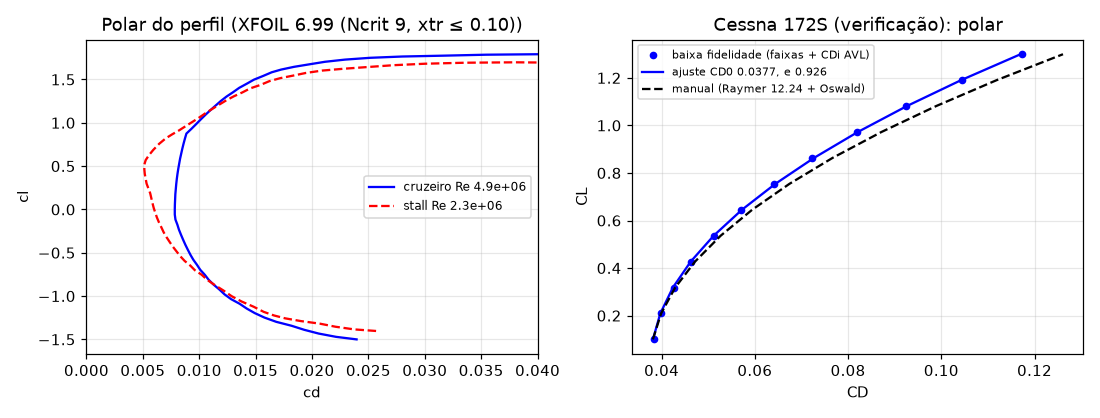 Polar do perfil (XFOIL 6.99 (Ncrit 9, xtr ≤ 0.10))
1.5
1.0
0.5
0.0
−0.5
−1.0
−1.5
cl
cruzeiro Re 4.9e+06
stall Re 2.3e+06
0.000 0.005 0.010 0.015 0.020 0.025 0.030 0.035 0.040
cd
Cessna 172S (verificação): polar
baixa fidelidade (faixas + CDi AVL)
ajuste CD0 0.0377, e 0.926
manual (Raymer 12.24 + Oswald)
1.2
1.0
0.8
0.6
0.4
0.2
CL
0.04 0.06 0.08 0.10 0.12
CD